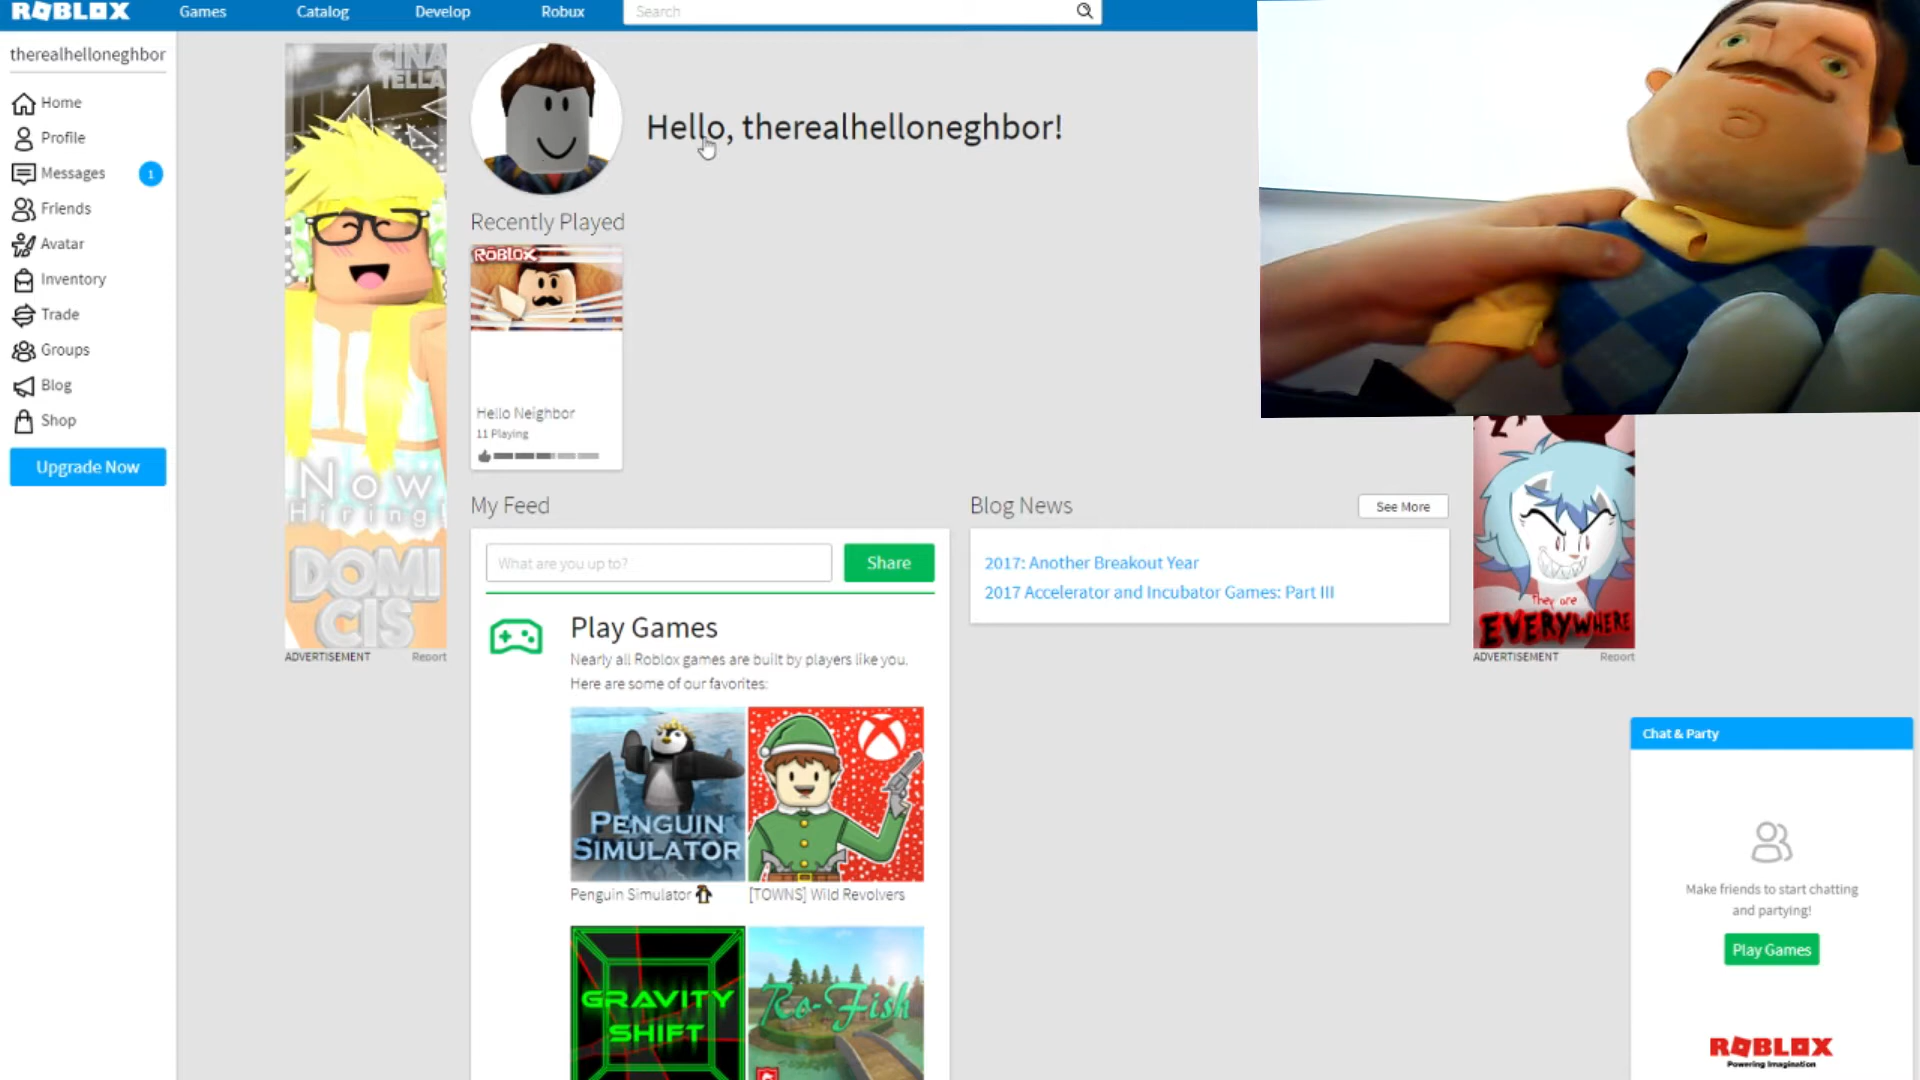 ROBLOX
Games
Catalog
Develop
Robux
Search
therealhelloneghbor
Home
Profile
Messages
1
Friends
Avatar
Inventory
Trade
Groups
Blog
Shop
Upgrade Now
CINA
TELLA
Now
Hiring!
DOMI
CIS
ADVERTISEMENT
Report
Hello, therealhelloneghbor!
Recently Played
ROBLOX
Hello Neighbor
11 Playing
My Feed
What are you up to?
Share
Play Games
Nearly all Roblox games are built by players like you.
Here are some of our favorites:
PENGUIN
SIMULATOR
Penguin Simulator
[TOWNS] Wild Revolvers
GRAVITY
SHIFT
Ro-Fish
Blog News
See More
2017: Another Breakout Year
2017 Accelerator and Incubator Games: Part III
They are
EVERYWHERE
ADVERTISEMENT
Report
Chat & Party
Make friends to start chatting
and partying!
Play Games
ROBLOX
Powering Imagination